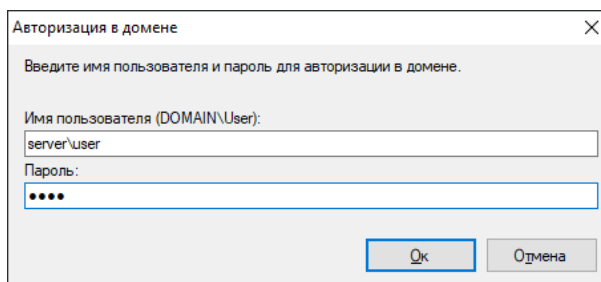 Авторизация в домене
Введите имя пользователя и пароль для авторизации в домене.
Имя пользователя (DOMAIN\User):
server\user
Пароль:
••••
Ок
Отмена